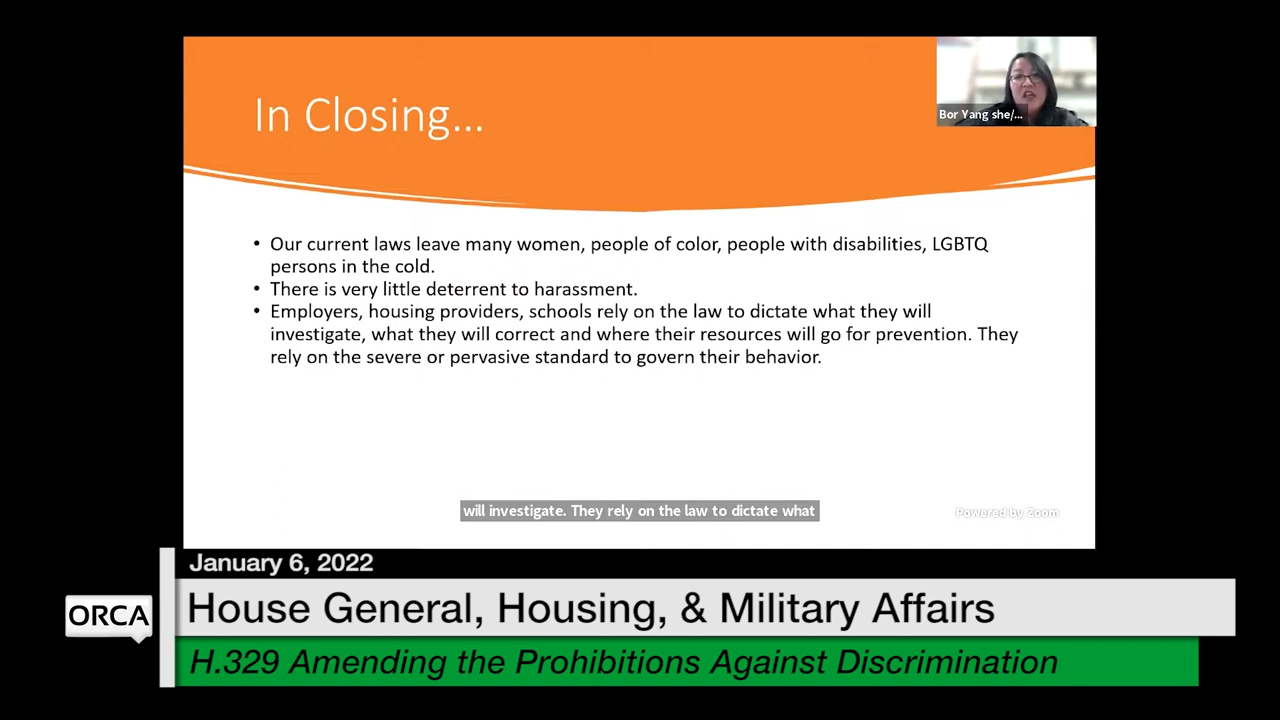 In Closing...
Bor Yang she/...
• Our current laws leave many women, people of color, people with disabilities, LGBTQ
persons in the cold.
• There is very little deterrent to harassment.
• Employers, housing providers, schools rely on the law to dictate what they will
investigate, what they will correct and where their resources will go for prevention. They
rely on the severe or pervasive standard to govern their behavior.
will investigate. They rely on the law to dictate what
Powered by Zoom
January 6, 2022
ORCA
House General, Housing, & Military Affairs
H.329 Amending the Prohibitions Against Discrimination